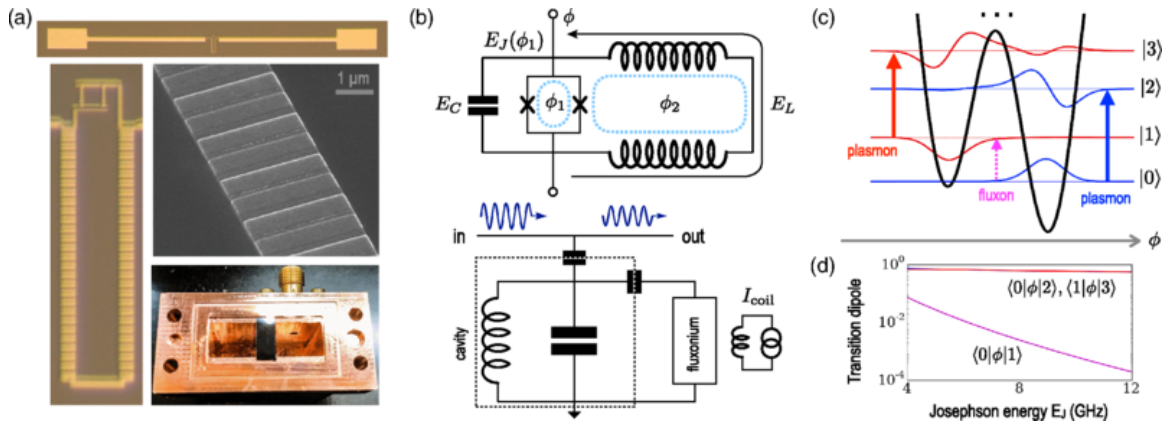 (a)
1 μm
(b)
ϕ
E_J(ϕ_1)
E_C
ϕ_1
ϕ_2
E_L
in
out
cavity
fluxonium
I_coil
(c)
...
|3⟩
|2⟩
|1⟩
|0⟩
plasmon
fluxon
plasmon
ϕ
(d)
Transition dipole
10^0
10^-2
10^-4
⟨0|ϕ|2⟩, ⟨1|ϕ|3⟩
⟨0|ϕ|1⟩
4
8
12
Josephson energy E_J (GHz)